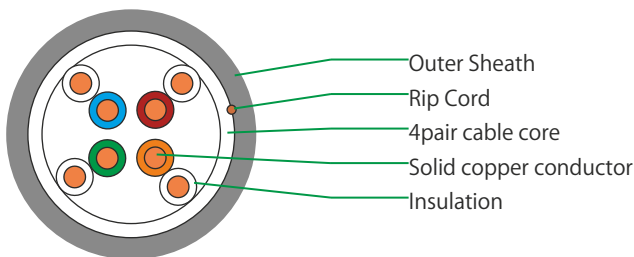 Outer Sheath
Rip Cord
4pair cable core
Solid copper conductor
Insulation